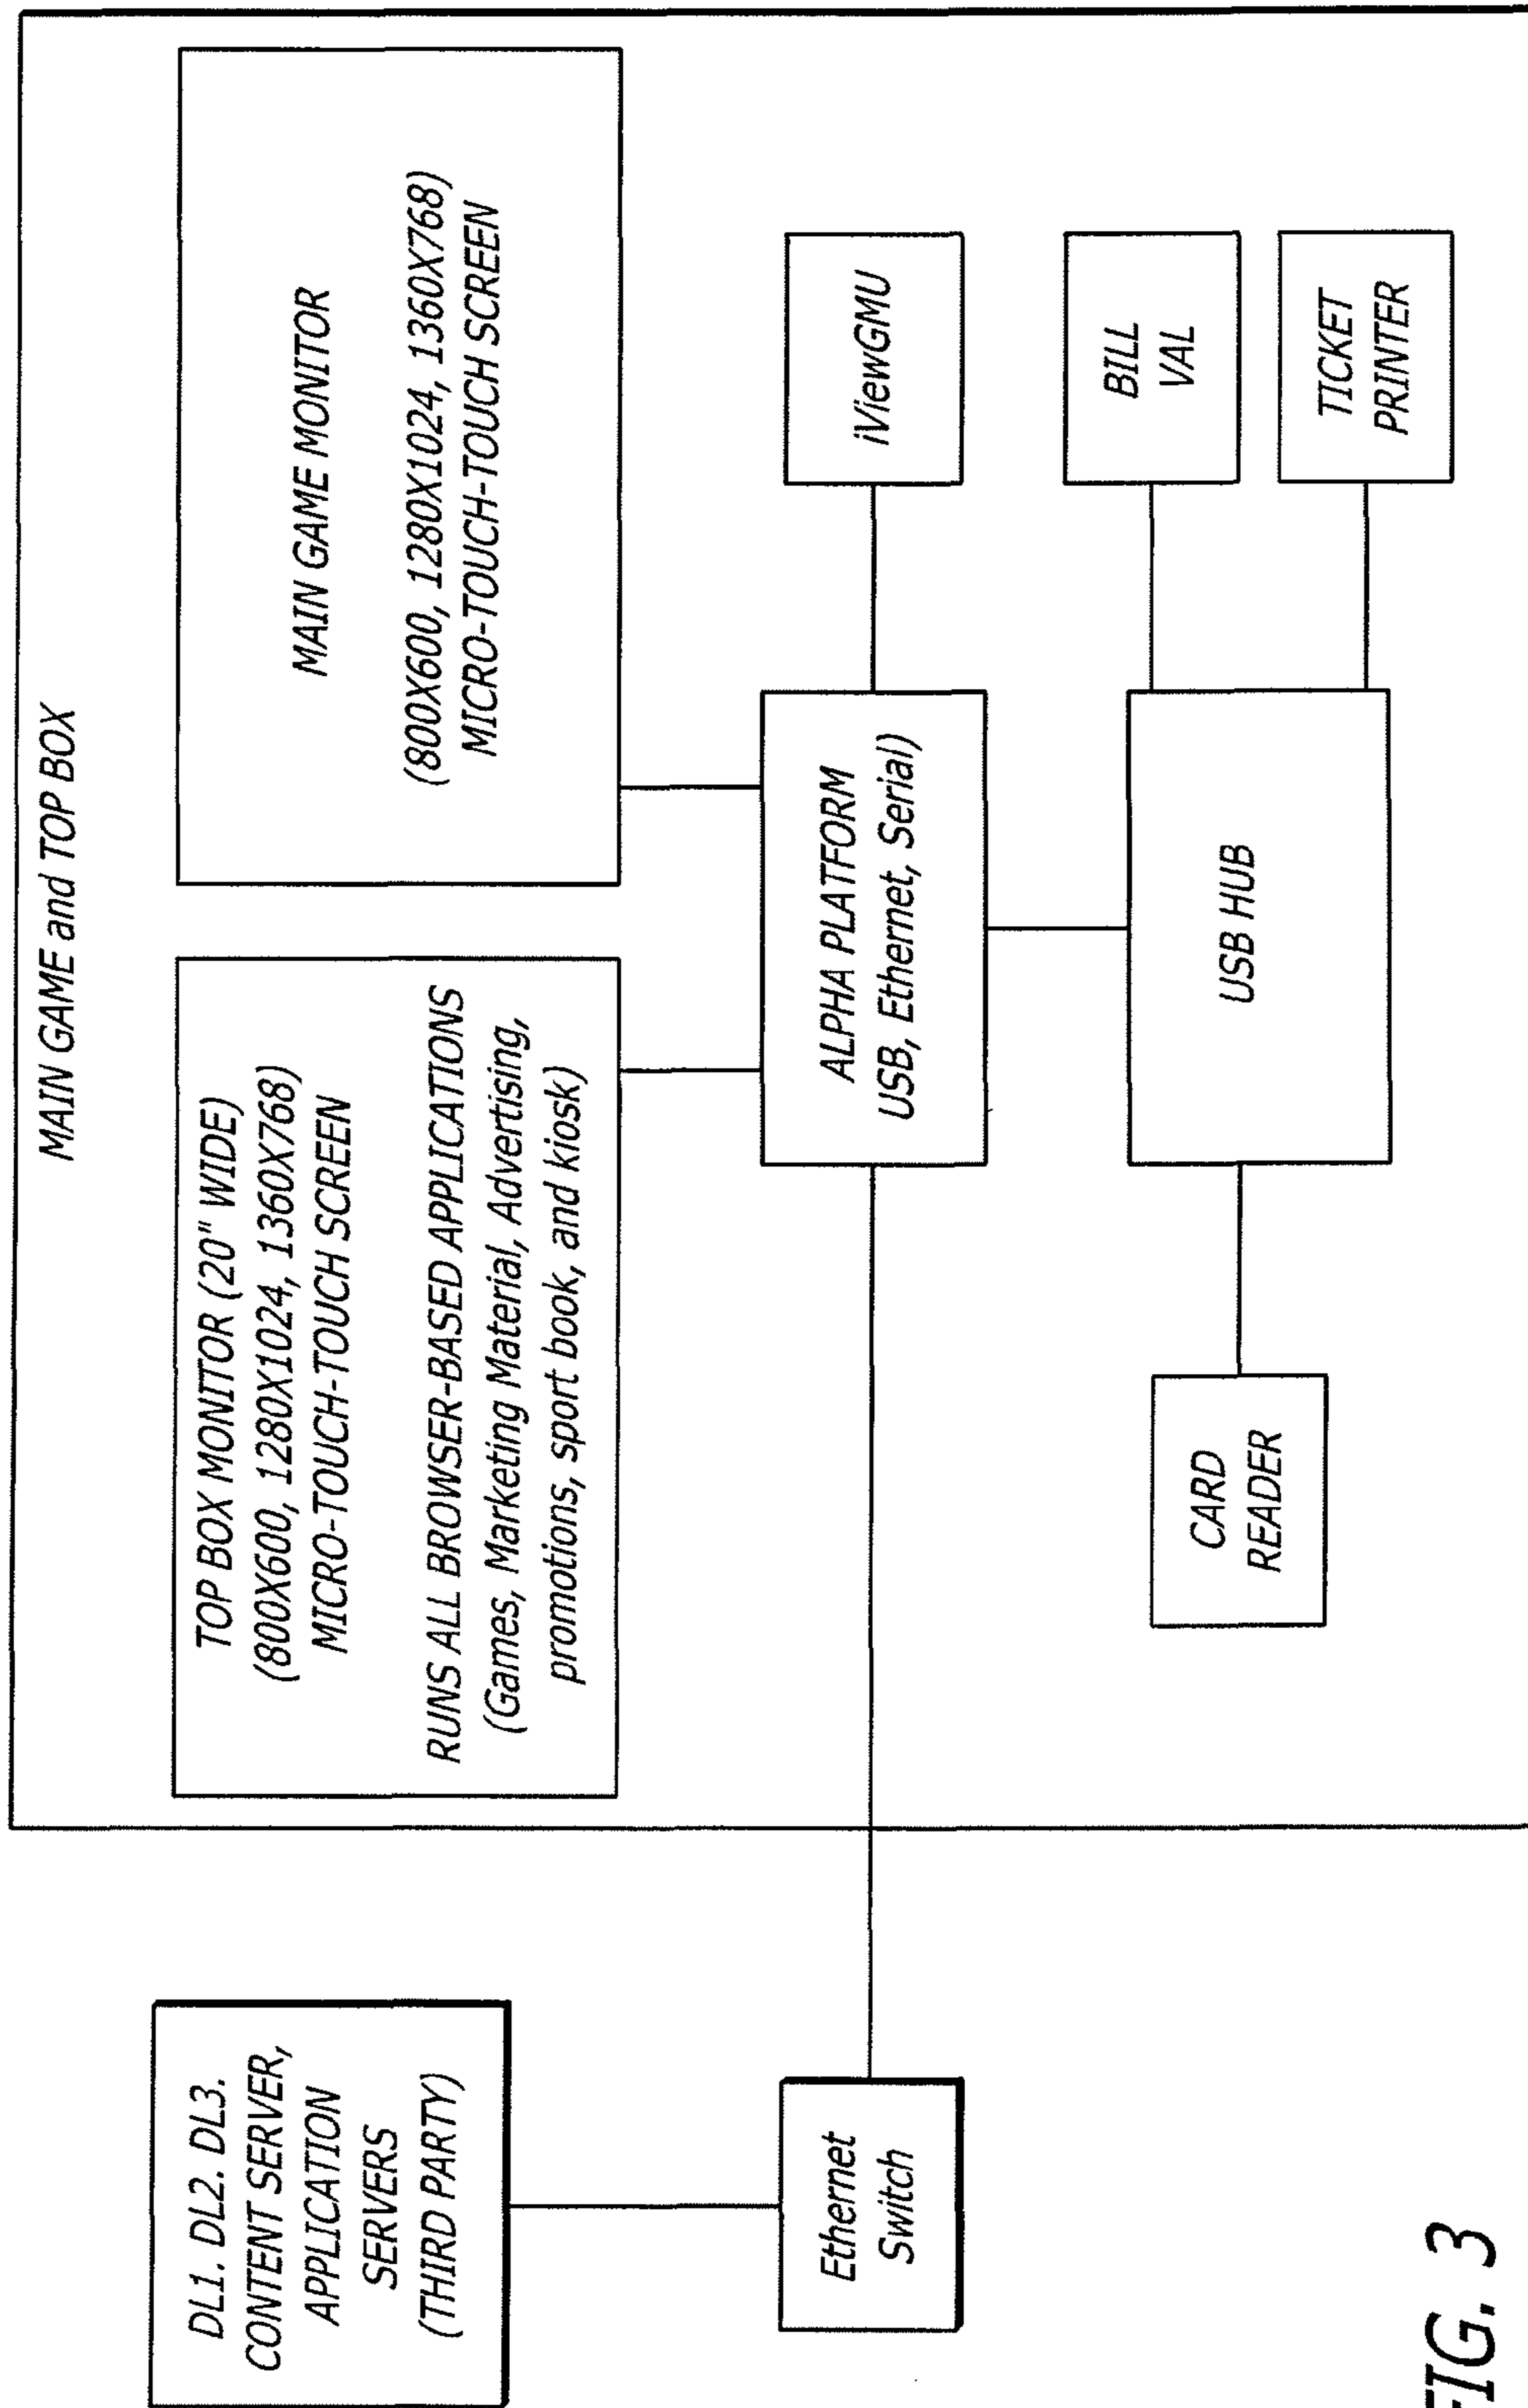 MAIN GAME and TOP BOX
DL1. DL2. DL3.
CONTENT SERVER,
APPLICATION
SERVERS
(THIRD PARTY)
TOP BOX MONITOR (20" WIDE)
(800X600, 1280X1024, 1360X768)
MICRO-TOUCH-TOUCH SCREEN
RUNS ALL BROWSER-BASED APPLICATIONS
(Games, Marketing Material, Advertising,
promotions, sport book, and kiosk)
MAIN GAME MONITOR
(800X600, 1280X1024, 1360X768)
MICRO-TOUCH-TOUCH SCREEN
Ethernet
Switch
ALPHA PLATFORM
USB, Ethernet, Serial)
iViewGMU
CARD
READER
USB HUB
BILL
VAL
TICKET
PRINTER
FIG. 3